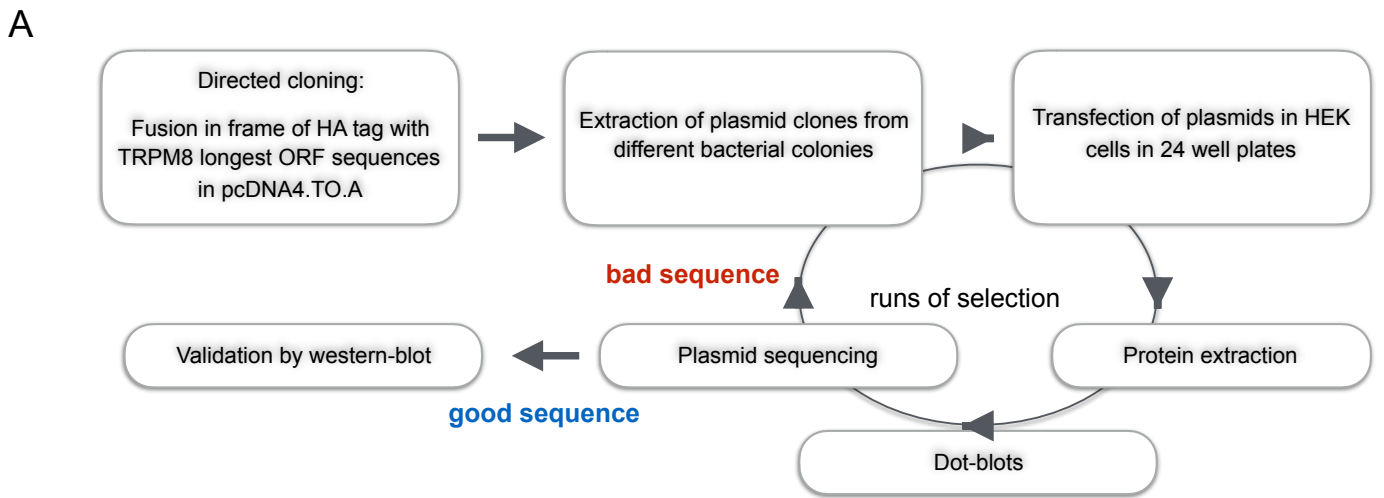 A
Directed cloning:
Fusion in frame of HA tag with
TRPM8 longest ORF sequences
in pcDNA4.TO.A
Extraction of plasmid clones from
different bacterial colonies
Transfection of plasmids in HEK
cells in 24 well plates
bad sequence
runs of selection
Validation by western-blot
Plasmid sequencing
Protein extraction
good sequence
Dot-blots